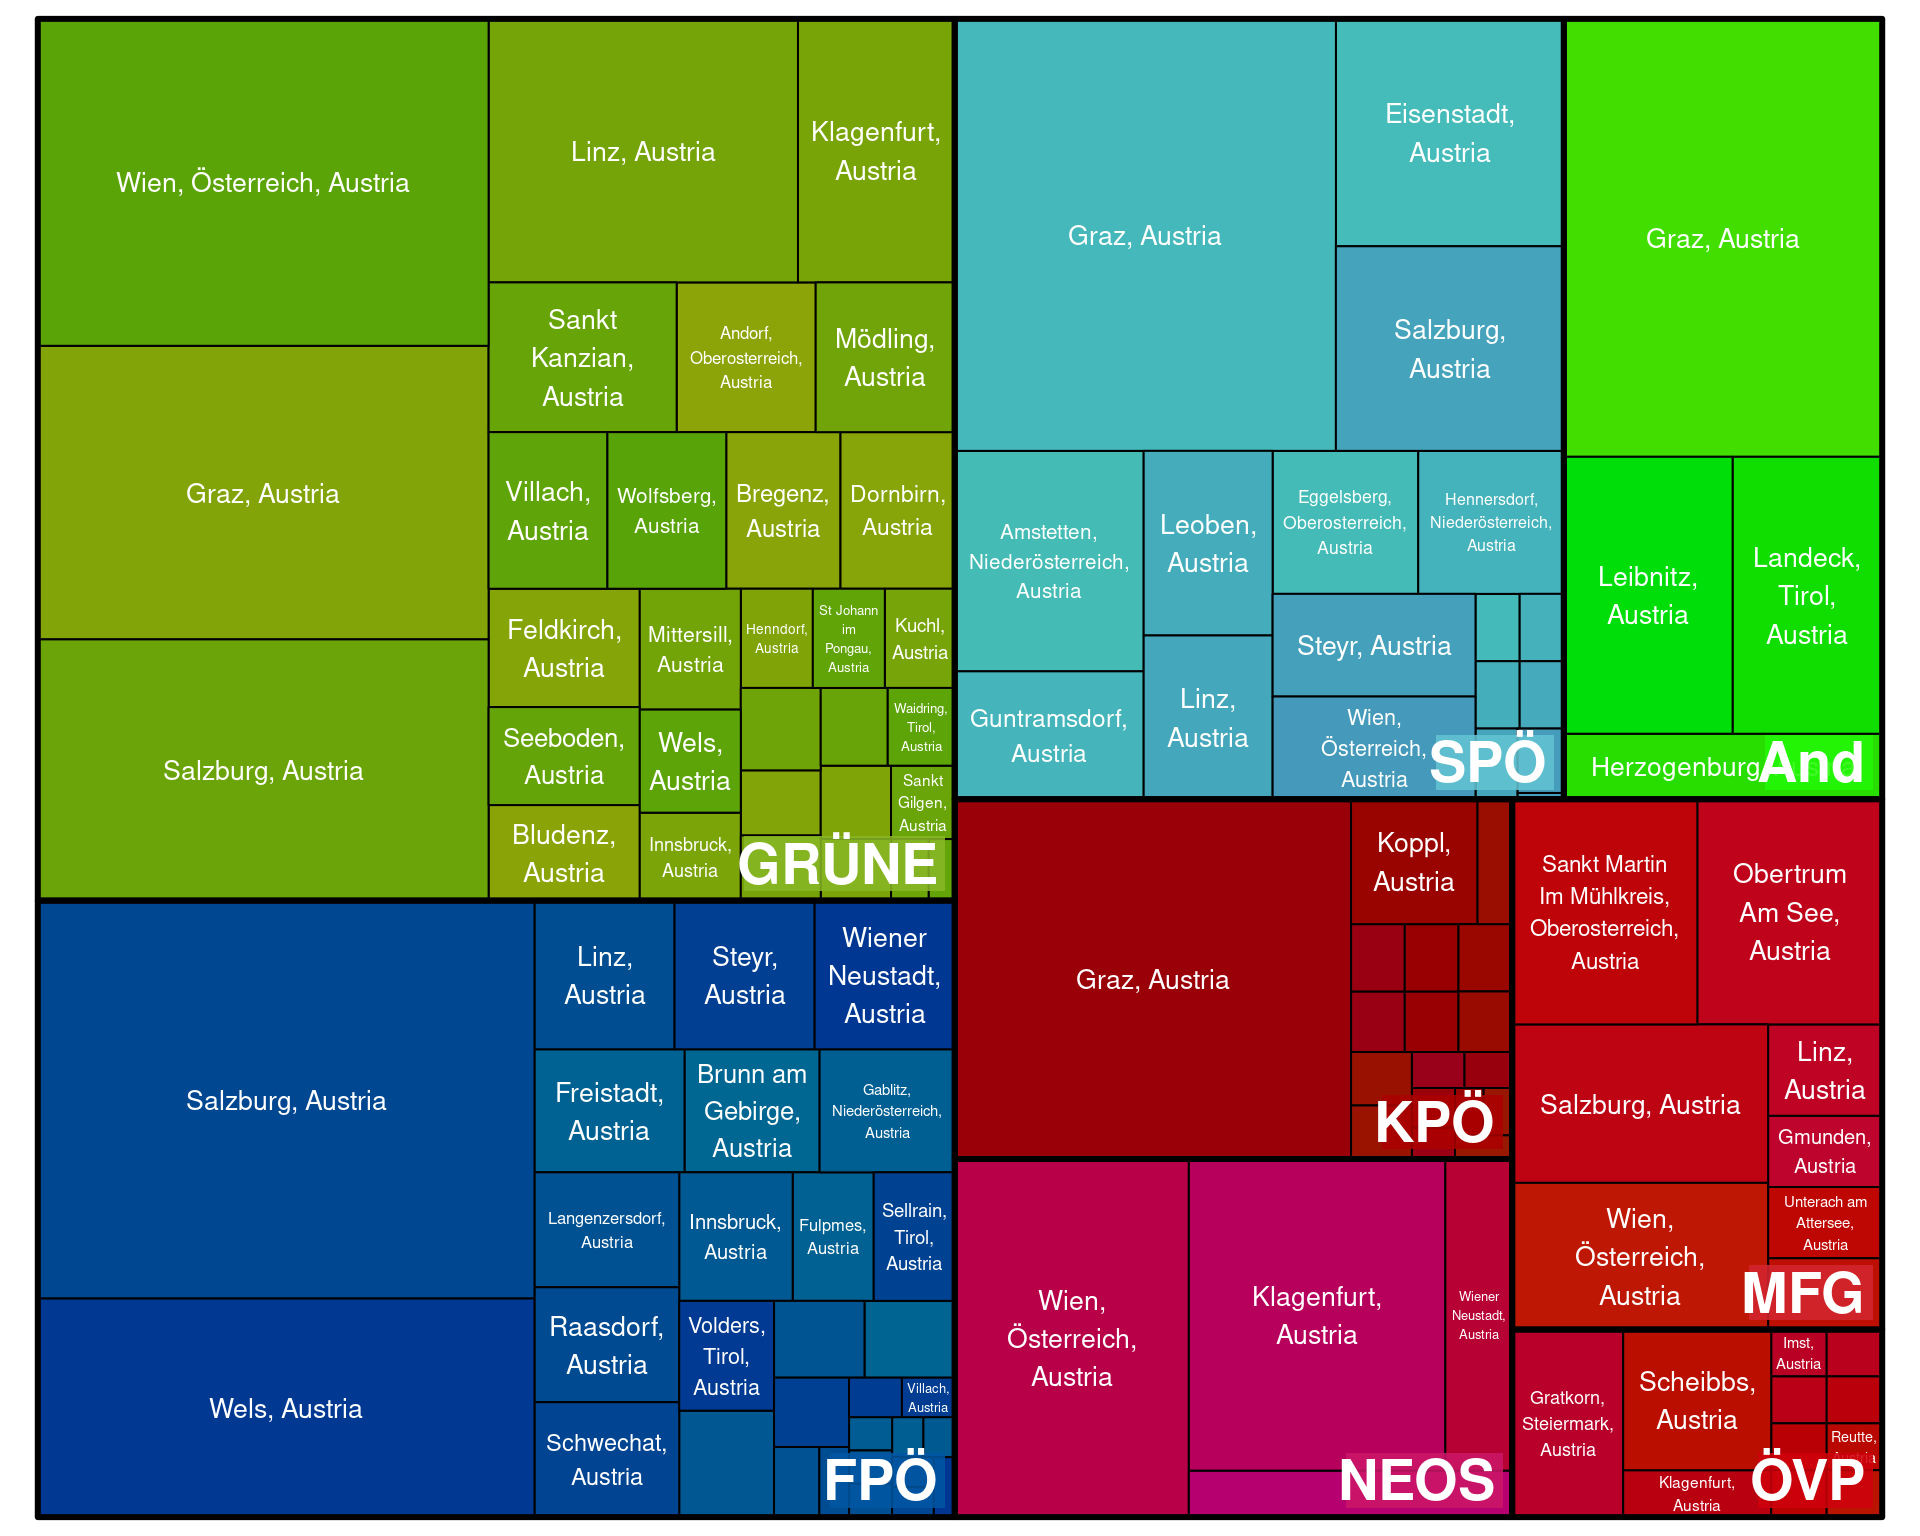 Wien, Österreich, Austria
Graz, Austria
Salzburg, Austria
Linz, Austria
Klagenfurt,
Austria
Sankt
Kanzian,
Austria
Andorf,
Oberosterreich,
Austria
Mödling,
Austria
Villach,
Austria
Wolfsberg,
Austria
Bregenz,
Austria
Dornbirn,
Austria
Feldkirch,
Austria
Mittersill,
Austria
Henndorf,
Austria
St Johann
im
Pongau,
Austria
Kuchl,
Austria
Seeboden,
Austria
Wels,
Austria
Waidring,
Tirol,
Austria
Sankt
Gilgen,
Austria
Bludenz,
Austria
Innsbruck,
Austria
GRÜNE
Graz, Austria
Eisenstadt,
Austria
Salzburg,
Austria
Amstetten,
Niederösterreich,
Austria
Leoben,
Austria
Eggelsberg,
Oberosterreich,
Austria
Hennersdorf,
Niederösterreich,
Austria
Steyr, Austria
Guntramsdorf,
Austria
Linz,
Austria
Wien,
Österreich,
Austria
SPÖ
Graz, Austria
Leibnitz,
Austria
Landeck,
Tirol,
Austria
Herzogenburg
And
Salzburg, Austria
Wels, Austria
Linz,
Austria
Steyr,
Austria
Wiener
Neustadt,
Austria
Freistadt,
Austria
Brunn am
Gebirge,
Austria
Gablitz,
Niederösterreich,
Austria
Langenzersdorf,
Austria
Innsbruck,
Austria
Fulpmes,
Austria
Sellrain,
Tirol,
Austria
Raasdorf,
Austria
Volders,
Tirol,
Austria
Villach,
Austria
Schwechat,
Austria
FPÖ
Graz, Austria
Koppl,
Austria
KPÖ
Wien,
Österreich,
Austria
Klagenfurt,
Austria
Wiener
Neustadt,
Austria
NEOS
Sankt Martin
Im Mühlkreis,
Oberosterreich,
Austria
Obertrum
Am See,
Austria
Salzburg, Austria
Linz,
Austria
Gmunden,
Austria
Wien,
Österreich,
Austria
Unterach am
Attersee,
Austria
MFG
Gratkorn,
Steiermark,
Austria
Scheibbs,
Austria
Imst,
Austria
Reutte,
Klagenfurt,
Austria
ÖVP